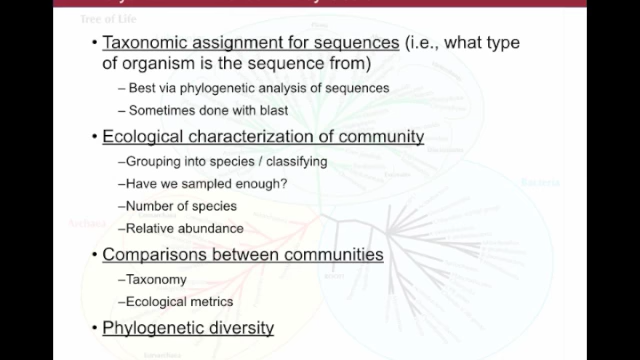 Tree of Life
• Taxonomic assignment for sequences (i.e., what type
of organism is the sequence from)
– Best via phylogenetic analysis of sequences
– Sometimes done with blast
• Ecological characterization of community
–Grouping into species / classifying
–Have we sampled enough?
–Number of species
–Relative abundance
Bacteria
Archaea
• Comparisons between communities
–Taxonomy
–Ecological metrics
• Phylogenetic diversity